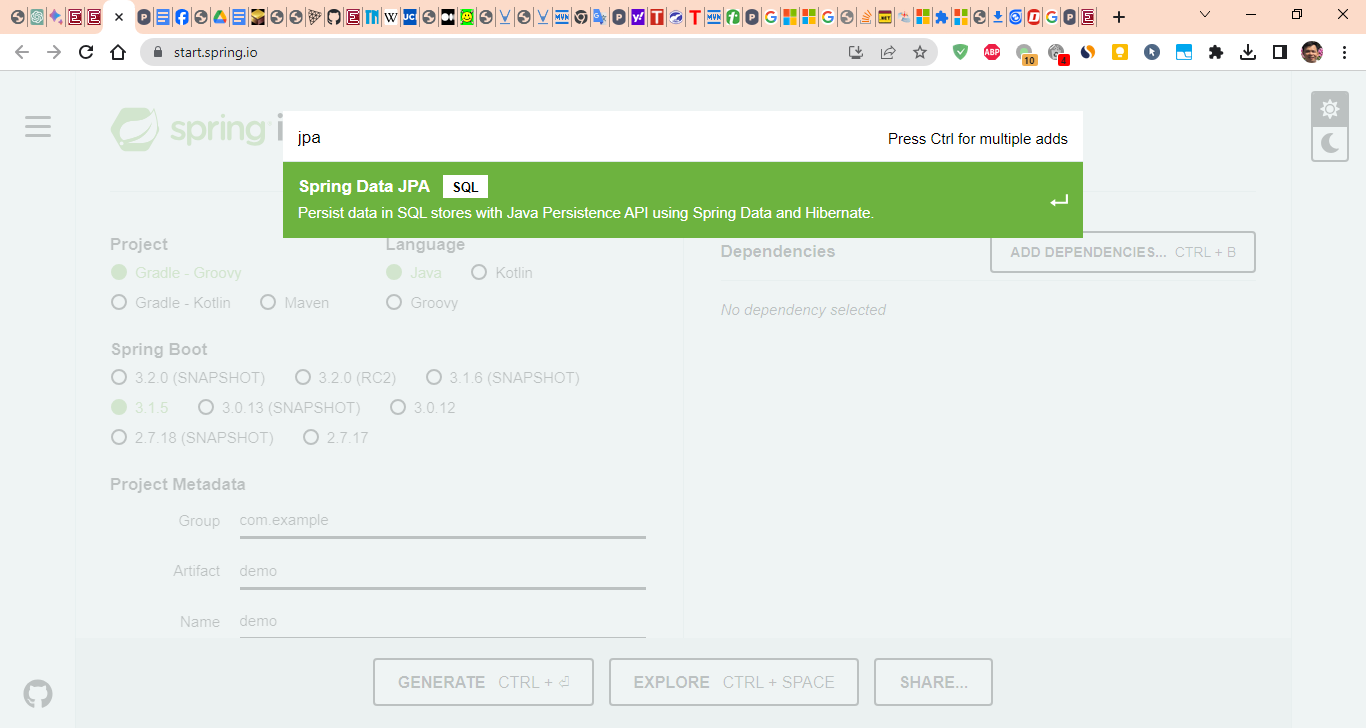 start.spring.io
ABP
10
4
spring
jpa
Press Ctrl for multiple adds
Spring Data JPA SQL
Persist data in SQL stores with Java Persistence API using Spring Data and Hibernate.
Project
Gradle - Groovy
Gradle - Kotlin
Maven
Language
Java
Kotlin
Groovy
Spring Boot
3.2.0 (SNAPSHOT)
3.2.0 (RC2)
3.1.6 (SNAPSHOT)
3.1.5
3.0.13 (SNAPSHOT)
3.0.12
2.7.18 (SNAPSHOT)
2.7.17
Project Metadata
Group com.example
Artifact demo
Name demo
Dependencies
ADD DEPENDENCIES... CTRL + B
No dependency selected
GENERATE CTRL + ⏎
EXPLORE CTRL + SPACE
SHARE...